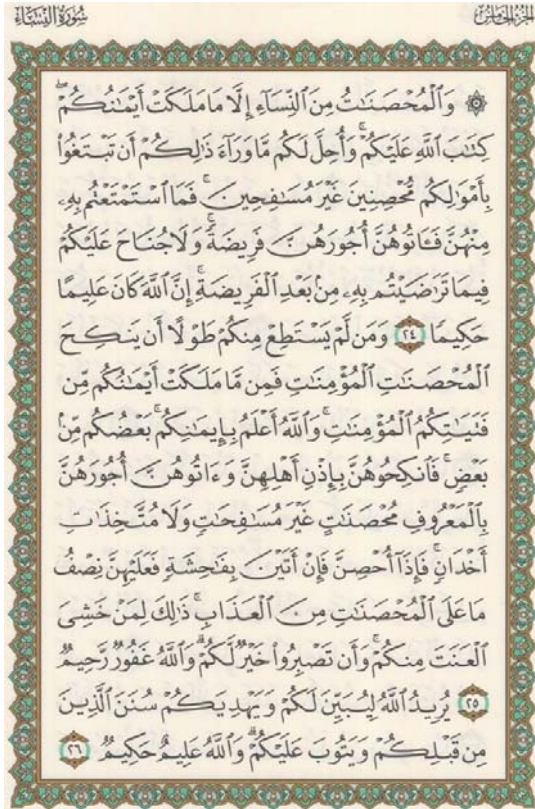 الجزء الخامس
سورة النساء
۞ وَالْمُحْصَنَاتُ مِنَ النِّسَاءِ إِلَّا مَا مَلَكَتْ أَيْمَانُكُمْ ۖ
كِتَابَ اللَّهِ عَلَيْكُمْ ۚ وَأُحِلَّ لَكُم مَّا وَرَاءَ ذَٰلِكُمْ أَن تَبْتَغُوا
بِأَمْوَالِكُم مُّحْصِنِينَ غَيْرَ مُسَافِحِينَ ۚ فَمَا اسْتَمْتَعْتُم بِهِ
مِنْهُنَّ فَآتُوهُنَّ أُجُورَهُنَّ فَرِيضَةً ۚ وَلَا جُنَاحَ عَلَيْكُمْ
فِيمَا تَرَاضَيْتُم بِهِ مِن بَعْدِ الْفَرِيضَةِ ۚ إِنَّ اللَّهَ كَانَ عَلِيمًا
حَكِيمًا ٢٤ وَمَن لَّمْ يَسْتَطِعْ مِنكُمْ طَوْلًا أَن يَنكِحَ
الْمُحْصَنَاتِ الْمُؤْمِنَاتِ فَمِن مَّا مَلَكَتْ أَيْمَانُكُم مِّن
فَتَيَاتِكُمُ الْمُؤْمِنَاتِ ۚ وَاللَّهُ أَعْلَمُ بِإِيمَانِكُم ۚ بَعْضُكُم مِّن
بَعْضٍ ۚ فَانكِحُوهُنَّ بِإِذْنِ أَهْلِهِنَّ وَآتُوهُنَّ أُجُورَهُنَّ
بِالْمَعْرُوفِ مُحْصَنَاتٍ غَيْرَ مُسَافِحَاتٍ وَلَا مُتَّخِذَاتِ
أَخْدَانٍ ۚ فَإِذَا أُحْصِنَّ فَإِنْ أَتَيْنَ بِفَاحِشَةٍ فَعَلَيْهِنَّ نِصْفُ
مَا عَلَى الْمُحْصَنَاتِ مِنَ الْعَذَابِ ۚ ذَٰلِكَ لِمَنْ خَشِيَ
الْعَنَتَ مِنكُمْ ۚ وَأَن تَصْبِرُوا خَيْرٌ لَّكُمْ ۗ وَاللَّهُ غَفُورٌ رَّحِيمٌ
٢٥ يُرِيدُ اللَّهُ لِيُبَيِّنَ لَكُمْ وَيَهْدِيَكُمْ سُنَنَ الَّذِينَ
مِن قَبْلِكُمْ وَيَتُوبَ عَلَيْكُمْ ۗ وَاللَّهُ عَلِيمٌ حَكِيمٌ ٢٦